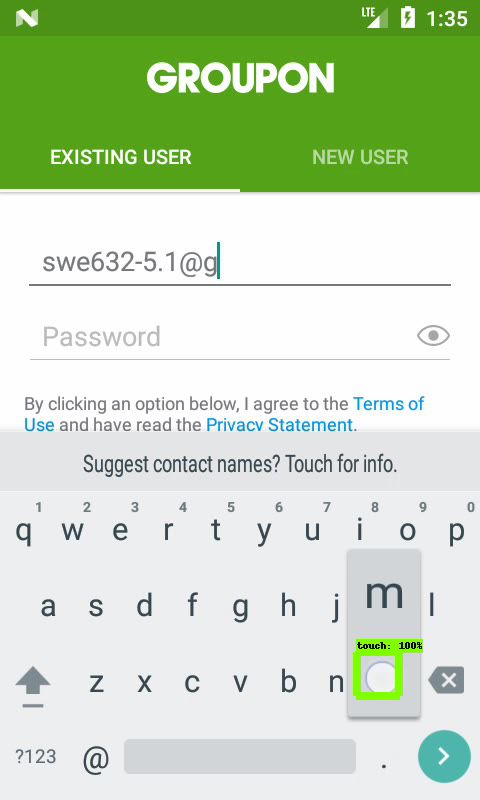 LTE 1:35
GROUPON
EXISTING USER NEW USER
swe632-5.1@g
Password
By clicking an option below, I agree to the Terms of
Use and have read the Privacy Statement.
Suggest contact names? Touch for info.
1 2 3 4 5 6 7 8 9 0
q w e r t y u i o p
a s d f g h j l
m
touch: 100%
z x c v b n
?123 @ .